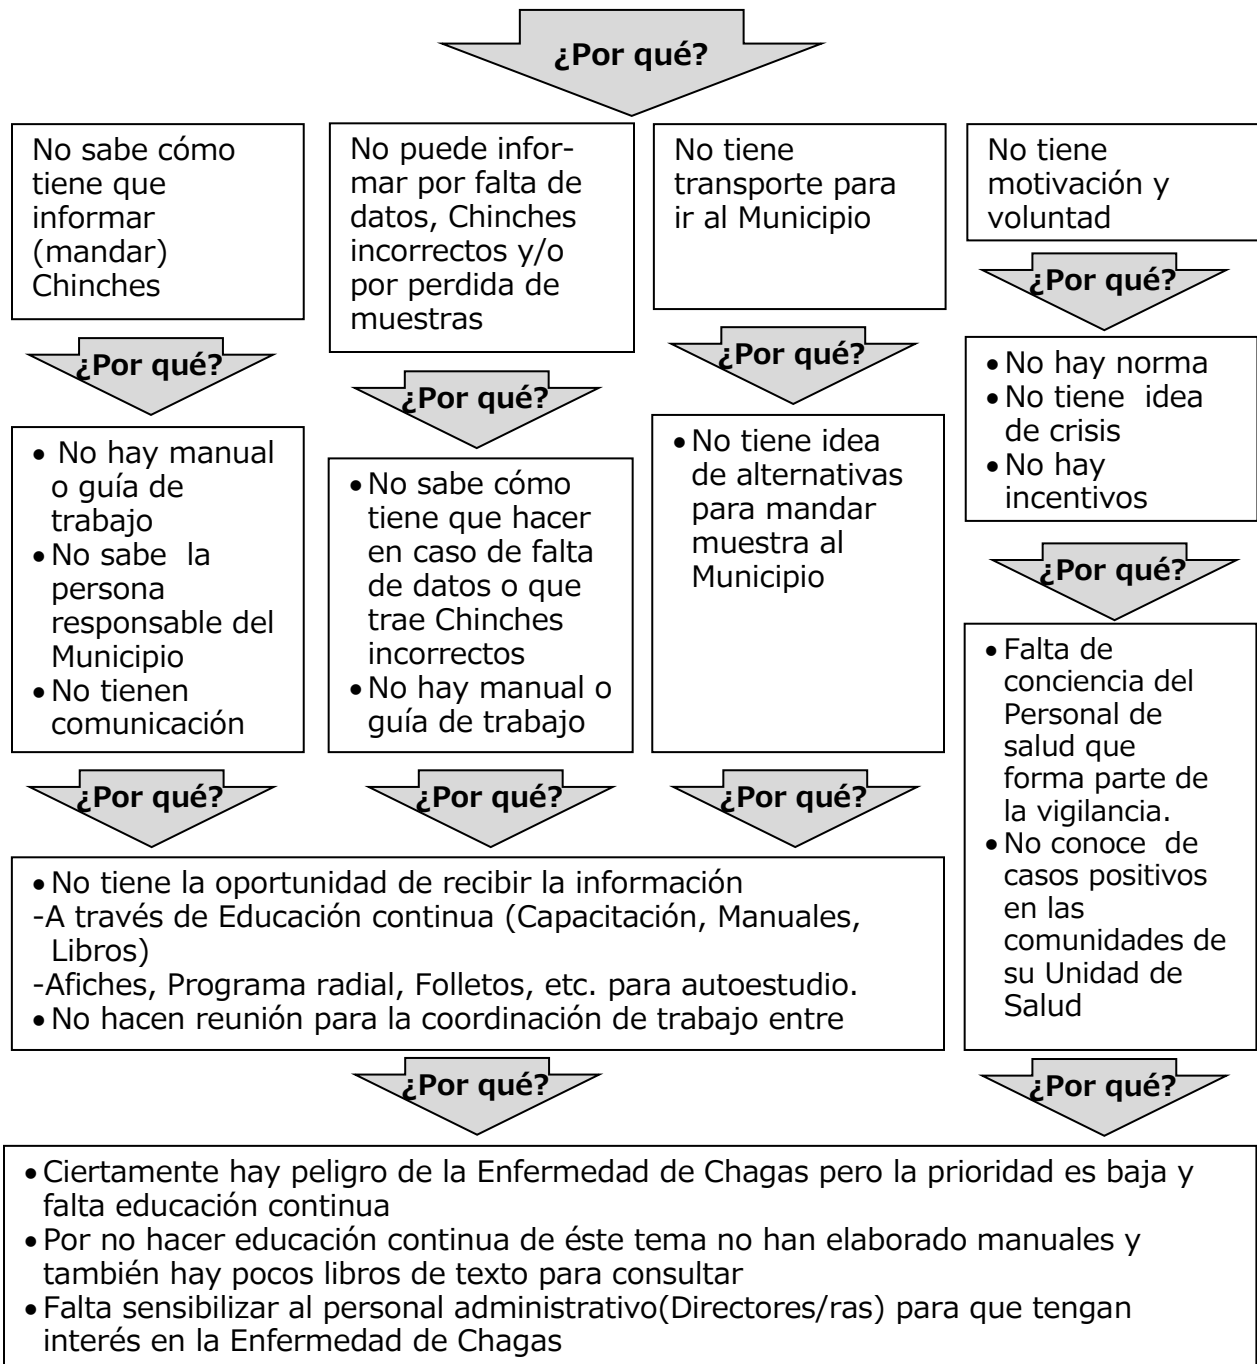 ¿Por qué?
No sabe cómo
tiene que
informar
(mandar)
Chinches
No puede infor-
mar por falta de
datos, Chinches
incorrectos y/o
por perdida de
muestras
No tiene
transporte para
ir al Municipio
No tiene
motivación y
voluntad
¿Por qué?
¿Por qué?
¿Por qué?
¿Por qué?
• No hay manual
o guía de
trabajo
• No sabe la
persona
responsable del
Municipio
• No tienen
comunicación
• No sabe cómo
tiene que hacer
en caso de falta
de datos o que
trae Chinches
incorrectos
• No hay manual o
guía de trabajo
• No tiene idea
de alternativas
para mandar
muestra al
Municipio
• No hay norma
• No tiene idea
de crisis
• No hay
incentivos
¿Por qué?
• Falta de
conciencia del
Personal de
salud que
forma parte de
la vigilancia.
• No conoce de
casos positivos
en las
comunidades de
su Unidad de
Salud
¿Por qué?
¿Por qué?
¿Por qué?
• No tiene la oportunidad de recibir la información
-A través de Educación continua (Capacitación, Manuales,
Libros)
-Afiches, Programa radial, Folletos, etc. para autoestudio.
• No hacen reunión para la coordinación de trabajo entre
¿Por qué?
¿Por qué?
• Ciertamente hay peligro de la Enfermedad de Chagas pero la prioridad es baja y
falta educación continua
• Por no hacer educación continua de éste tema no han elaborado manuales y
también hay pocos libros de texto para consultar
• Falta sensibilizar al personal administrativo(Directores/ras) para que tengan
interés en la Enfermedad de Chagas